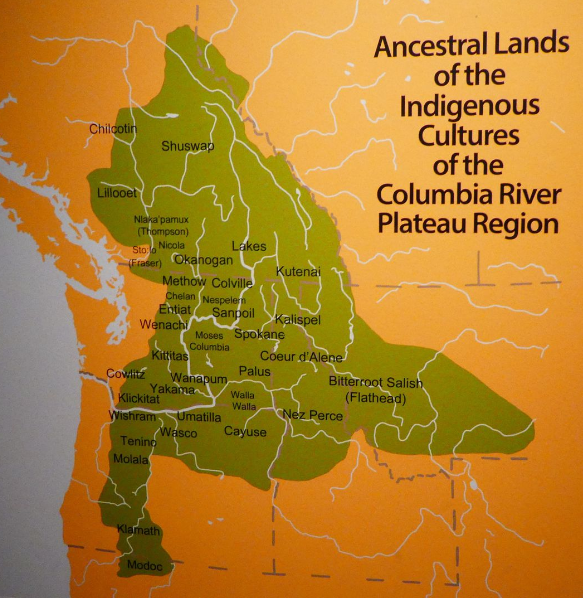 Ancestral Lands
of the
Indigenous
Cultures
of the
Columbia River
Plateau Region
Chilcotin
Shuswap
Lillooet
Nlaka'pamux
(Thompson)
Sto:lo
(Fraser)
Nicola
Okanogan
Lakes
Kutenai
Methow
Colville
Chelan
Nespelem
Entiat
Sanpoil
Wenachi
Kalispel
Moses
Columbia
Spokane
Kittitas
Coeur d'Alene
Cowlitz
Wanapum
Palus
Yakama
Bitterroot Salish
(Flathead)
Klickitat
Walla
Walla
Wishram
Umatilla
Nez Perce
Tenino
Wasco
Cayuse
Molala
Klamath
Modoc